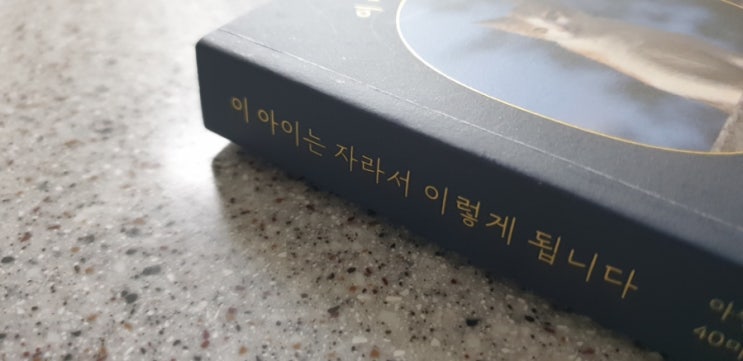 이 아이는 자라서 이렇게 됩니다